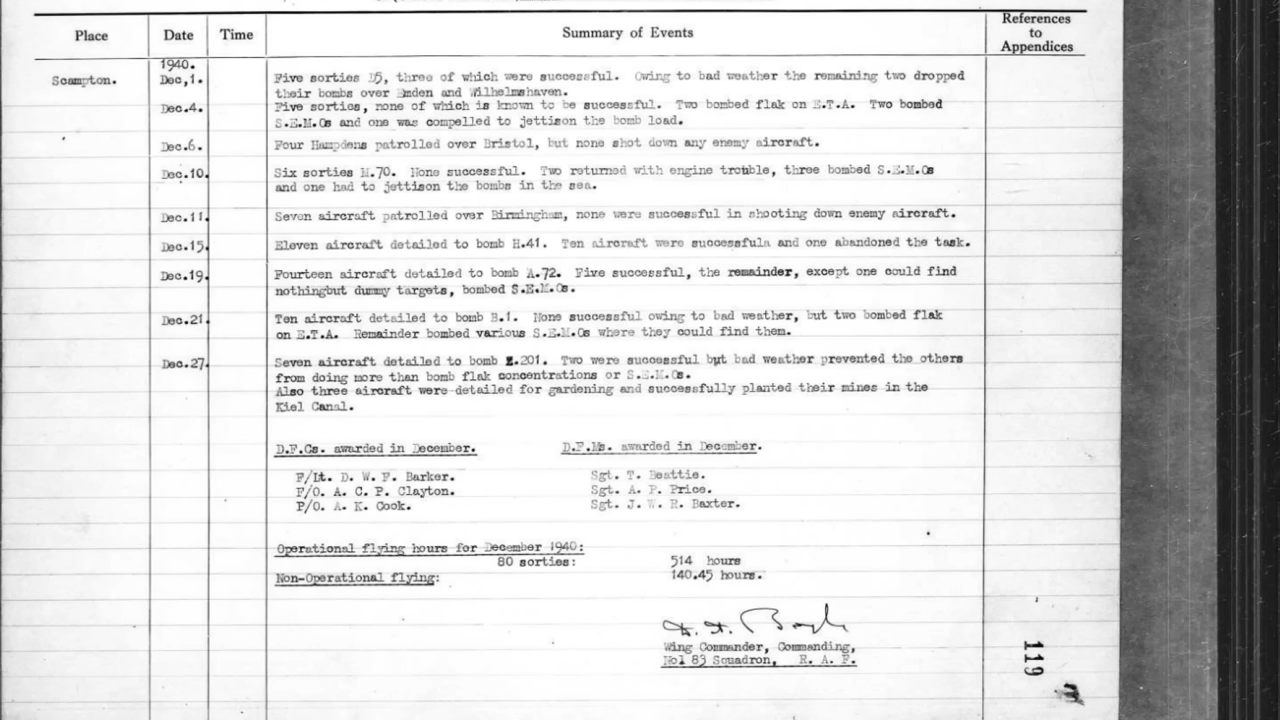 Place Date Time Summary of Events References to Appendices
1940.
Scampton. Dec,1. Five sorties D5, three of which were successful. Owing to bad weather the remaining two dropped
their bombs over Emden and Wilhelmshaven.
Dec.4. Five sorties, none of which is known to be successful. Two bombed flak on E.T.A. Two bombed
S.E.M.Os and one was compelled to jettison the bomb load.
Dec.6. Four Hampdens patrolled over Bristol, but none shot down any enemy aircraft.
Dec.10. Six sorties M.70. None successful. Two returned with engine trouble, three bombed S.E.M.Os
and one had to jettison the bombs in the sea.
Dec.11. Seven aircraft patrolled over Birmingham, none were successful in shooting down enemy aircraft.
Dec.15. Eleven aircraft detailed to bomb H.41. Ten aircraft were successfula and one abandoned the task.
Dec.19. Fourteen aircraft detailed to bomb A.72. Five successful, the remainder, except one could find
nothingbut dummy targets, bombed S.E.M.Os.
Dec.21. Ten aircraft detailed to bomb B.1. None successful owing to bad weather, but two bombed flak
on E.T.A. Remainder bombed various S.E.M.Os where they could find them.
Dec.27. Seven aircraft detailed to bomb Z.201. Two were successful but bad weather prevented the others
from doing more than bomb flak concentrations or S.E.M.Os.
Also three aircraft were detailed for gardening and successfully planted their mines in the
Kiel Canal.
D.F.Cs. awarded in December. D.F.Ms. awarded in December.
F/Lt. D. W. F. Barker. Sgt. T. Beattie.
F/O. A. C. P. Clayton. Sgt. A. P. Price.
P/O. A. K. Cook. Sgt. J. W. R. Baxter.
Operational flying hours for December 1940:
80 sorties: 514 hours
Non-Operational flying: 140.45 hours.
Wing Commander, Commanding,
No1 83 Squadron, R. A. F.
119